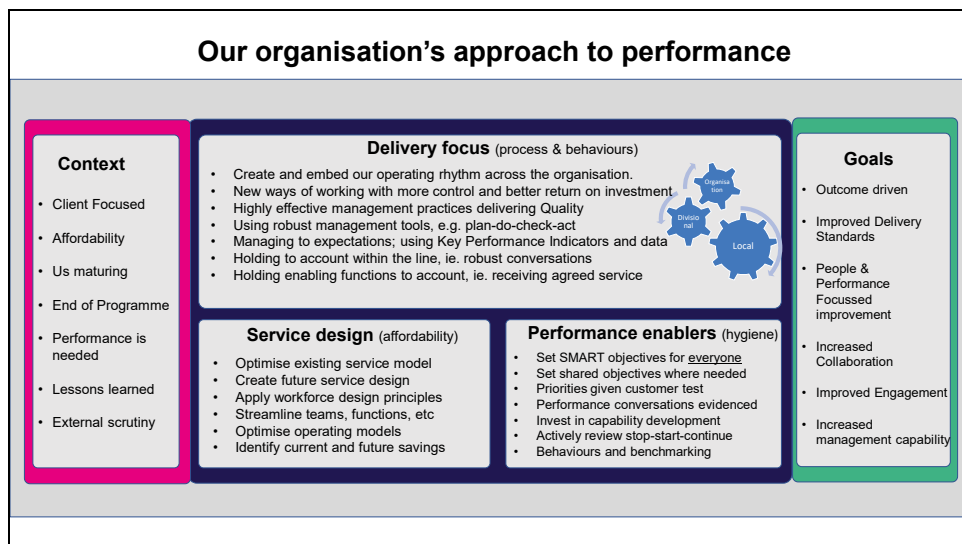 Our organisation's approach to performance
Context
• Client Focused
• Affordability
• Us maturing
• End of Programme
• Performance is
needed
• Lessons learned
• External scrutiny
Delivery focus (process & behaviours)
• Create and embed our operating rhythm across the organisation.
• New ways of working with more control and better return on investment
• Highly effective management practices delivering Quality
• Using robust management tools, e.g. plan-do-check-act
• Managing to expectations; using Key Performance Indicators and data
• Holding to account within the line, ie. robust conversations
• Holding enabling functions to account, ie. receiving agreed service
Organisa
tion
Divisio
nal
Local
Service design (affordability)
• Optimise existing service model
• Create future service design
• Apply workforce design principles
• Streamline teams, functions, etc
• Optimise operating models
• Identify current and future savings
Performance enablers (hygiene)
• Set SMART objectives for everyone
• Set shared objectives where needed
• Priorities given customer test
• Performance conversations evidenced
• Invest in capability development
• Actively review stop-start-continue
• Behaviours and benchmarking
Goals
• Outcome driven
• Improved Delivery
Standards
• People &
Performance
Focussed
improvement
• Increased
Collaboration
• Improved Engagement
• Increased
management capability